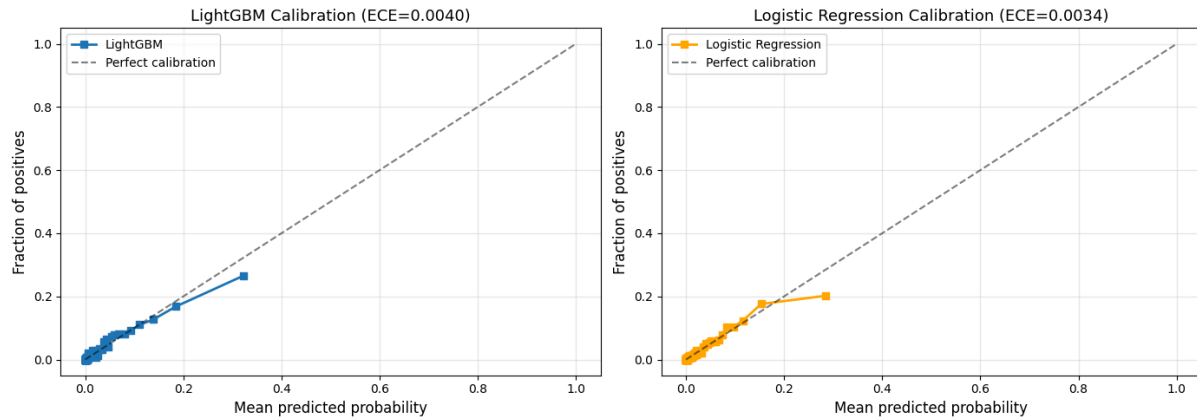 LightGBM Calibration (ECE=0.0040)
LightGBM
Perfect calibration
Fraction of positives
1.0
0.8
0.6
0.4
0.2
0.0
0.0 0.2 0.4 0.6 0.8 1.0
Mean predicted probability
Logistic Regression Calibration (ECE=0.0034)
Logistic Regression
Perfect calibration
Fraction of positives
1.0
0.8
0.6
0.4
0.2
0.0
0.0 0.2 0.4 0.6 0.8 1.0
Mean predicted probability